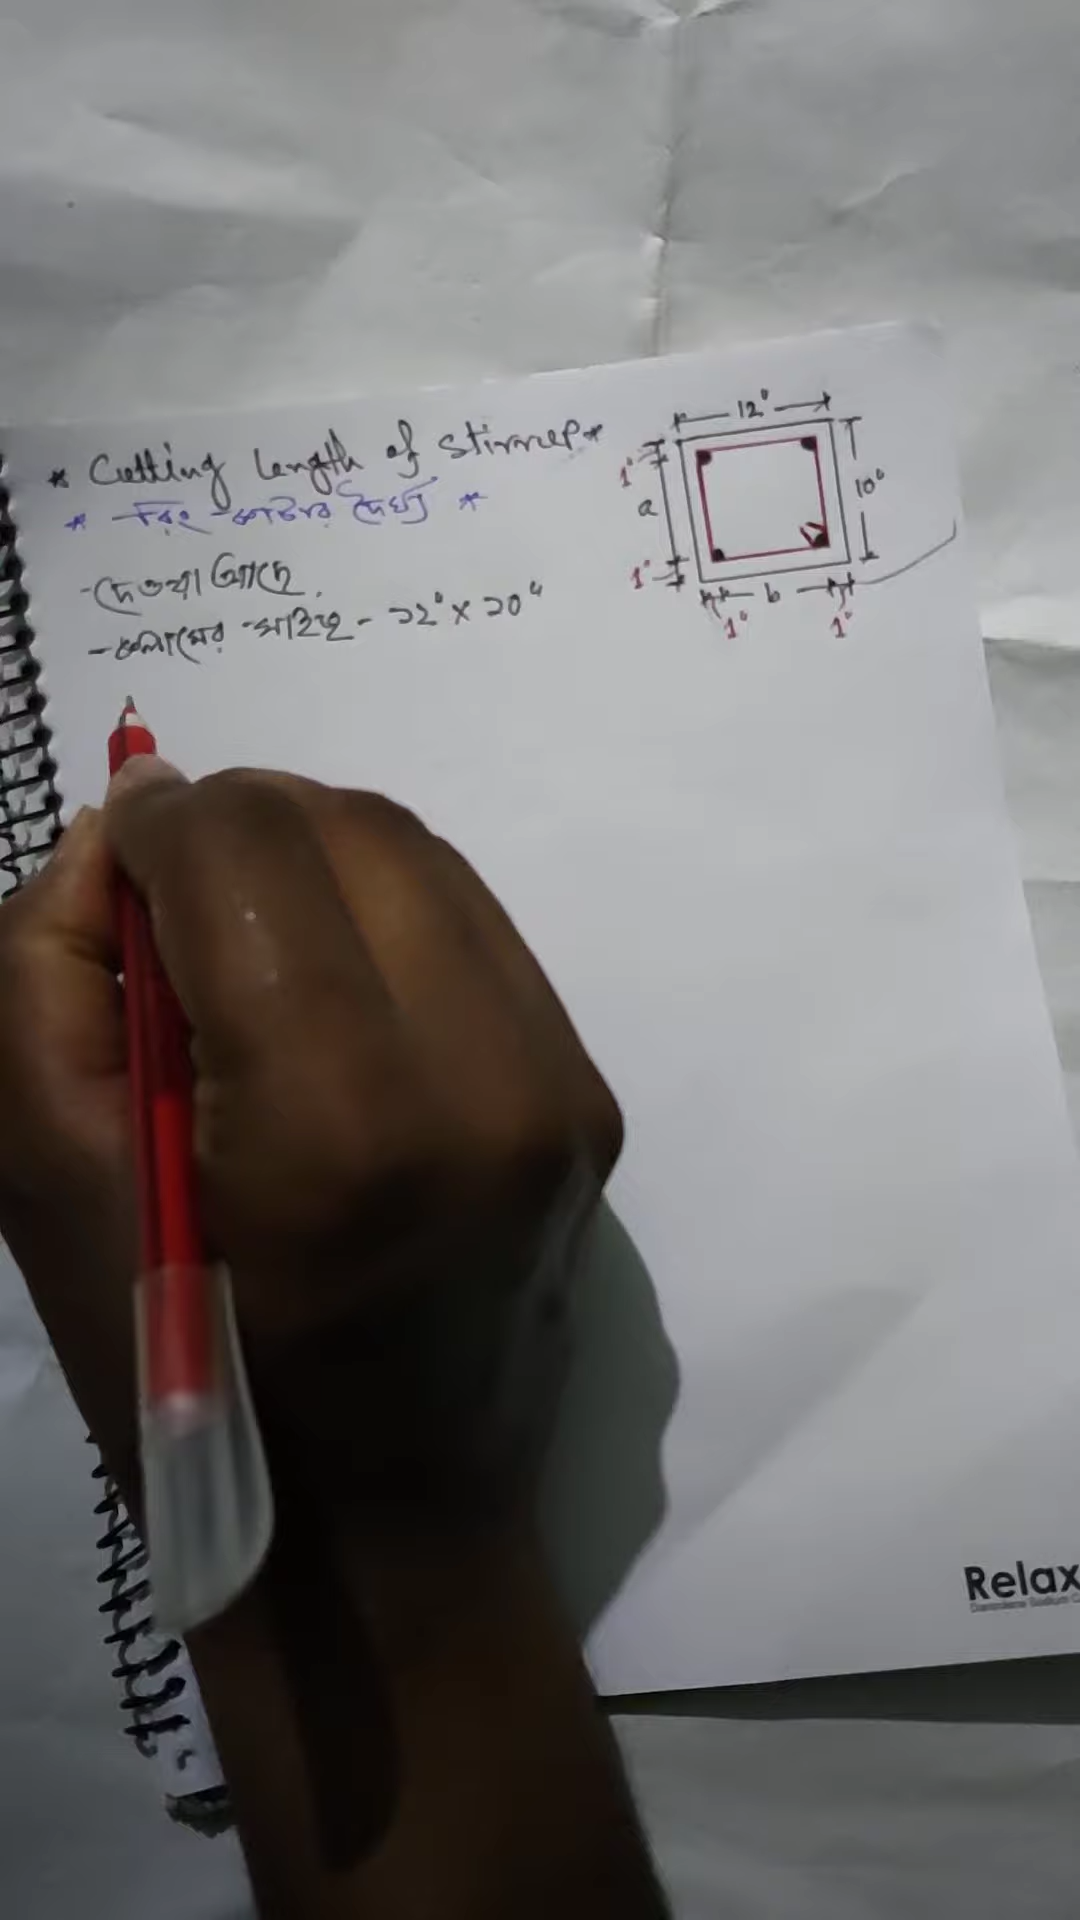 * Cutting Length of stirrup *
* রিং কাটার দৈর্ঘ্য *
- দেওয়া আছে,
- কলামের সাইজ - ১২" × ১০"
12"
1"
a
10"
1"
b
1"
1"
Relax